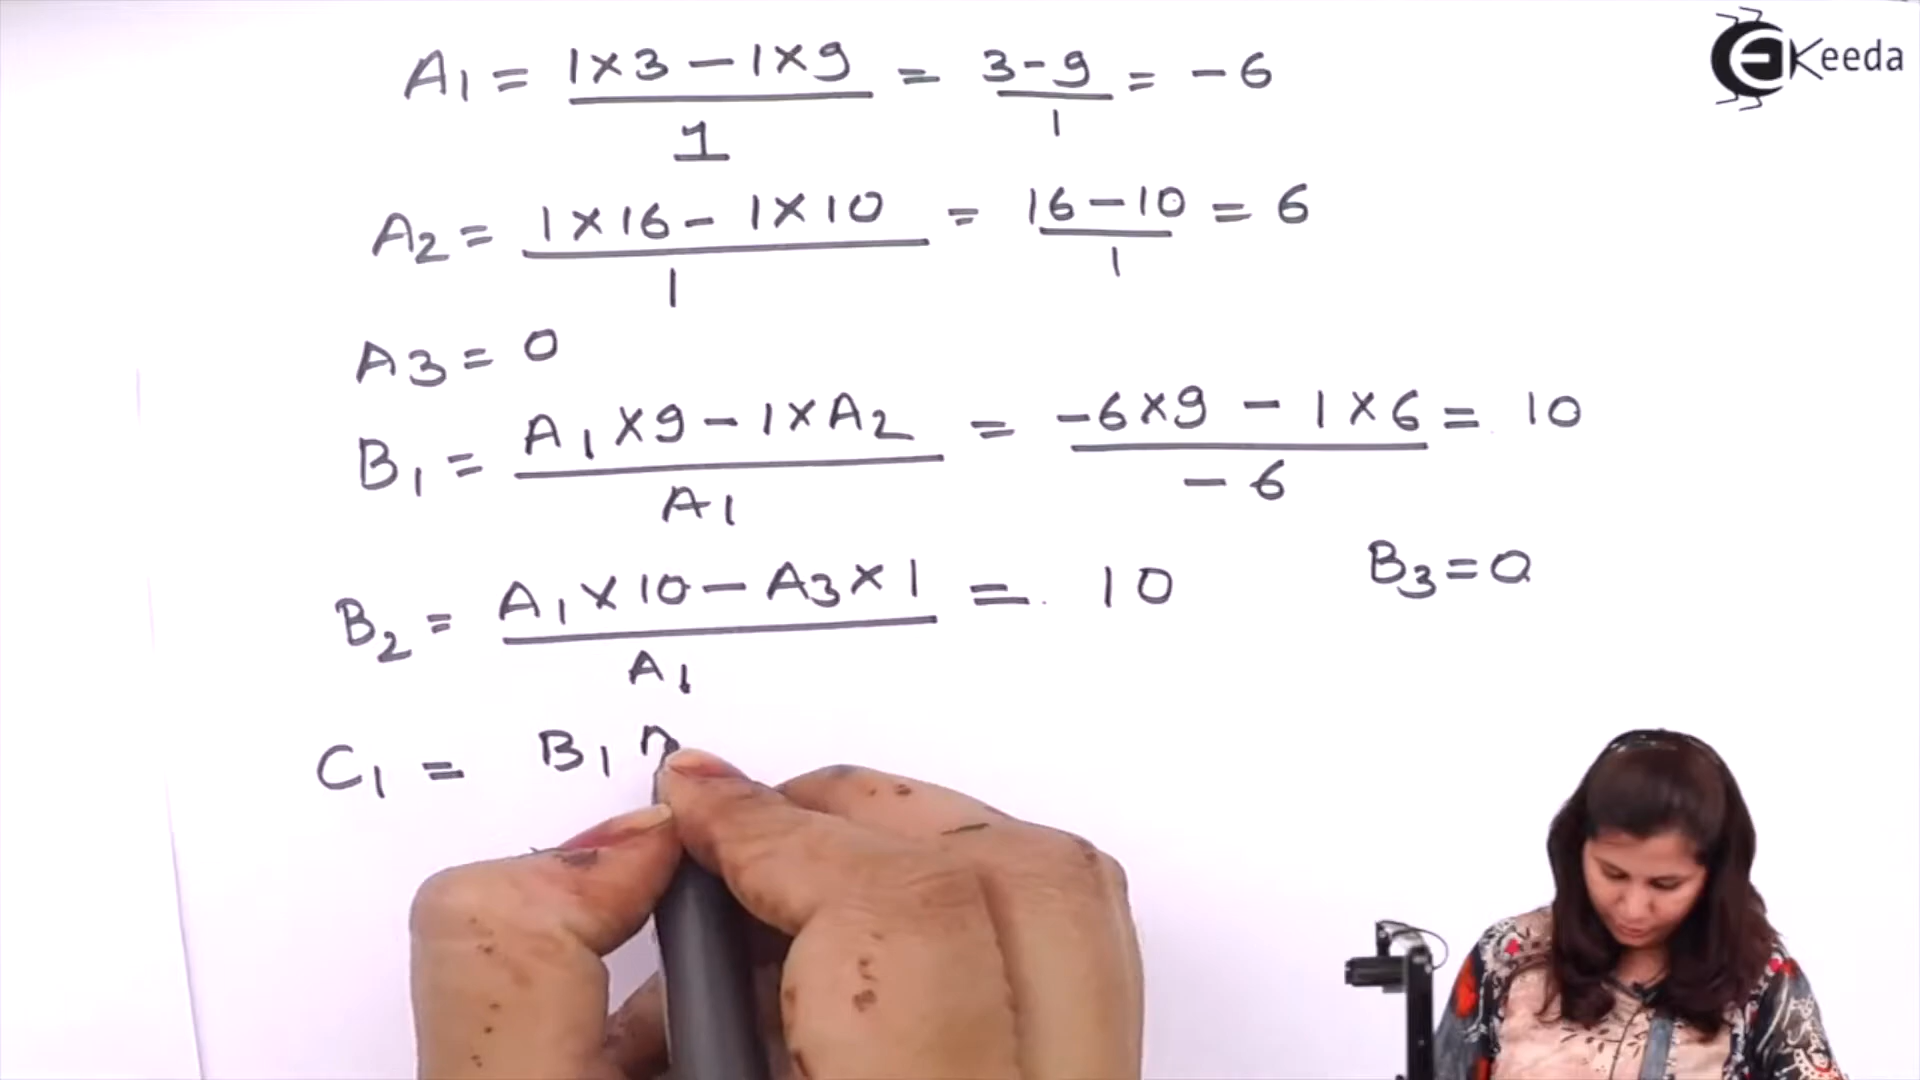 EKeeda
A1 = 1×3 – 1×9 / 1 = 3-9 / 1 = -6
A2 = 1×16 - 1×10 / 1 = 16-10 / 1 = 6
A3 = 0
B1 = A1×9 - 1×A2 / A1 = -6×9 - 1×6 / -6 = 10
B2 = A1×10 - A3×1 / A1 = 10
B3=0
C1 = B1